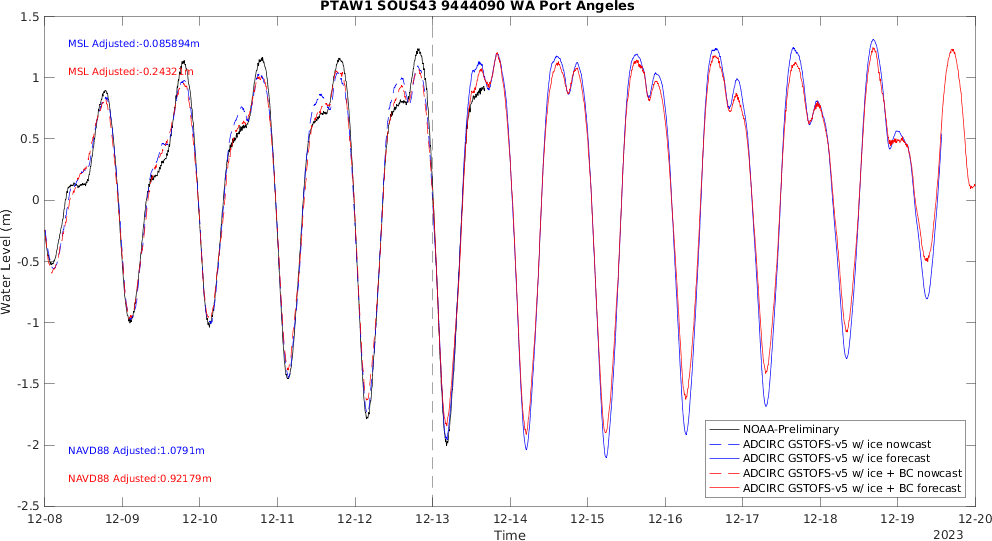 PTAW1 SOUS43 9444090 WA Port Angeles
1.5
1
0.5
0
-0.5
-1
-1.5
-2
-2.5
Water Level (m)
MSL Adjusted:-0.085894m
MSL Adjusted:-0.24321m
NAVD88 Adjusted:1.0791m
NAVD88 Adjusted:0.92179m
NOAA-Preliminary
ADCIRC GSTOFS-v5 w/ ice nowcast
ADCIRC GSTOFS-v5 w/ ice forecast
ADCIRC GSTOFS-v5 w/ ice + BC nowcast
ADCIRC GSTOFS-v5 w/ ice + BC forecast
12-08 12-09 12-10 12-11 12-12 12-13 12-14 12-15 12-16 12-17 12-18 12-19 12-20
Time
2023